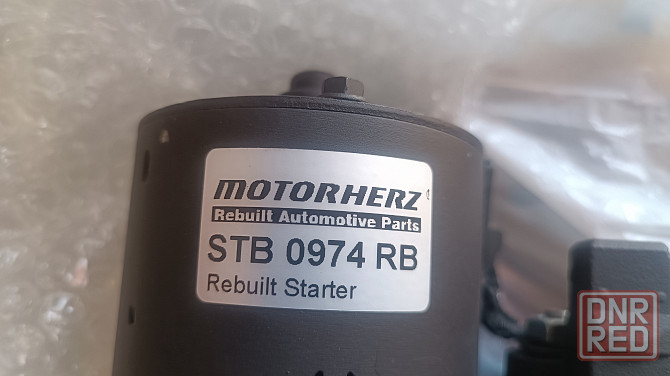 MOTORHERZ
Rebuilt Automotive Parts
STB 0974 RB
Rebuilt Starter
DNR
RED